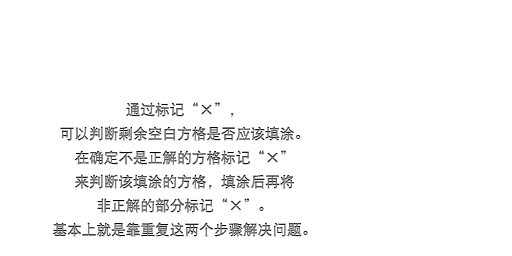 通过标记“×”，
可以判断剩余空白方格是否应该填涂。
在确定不是正解的方格标记“×”
来判断该填涂的方格，填涂后再将
非正解的部分标记“×”。
基本上就是靠重复这两个步骤解决问题。